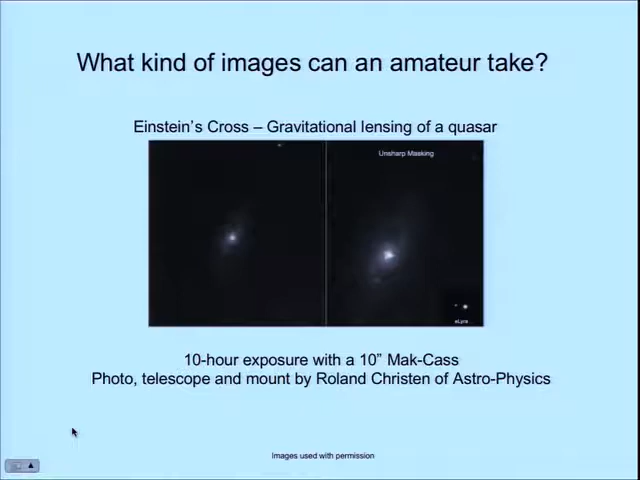 What kind of images can an amateur take?
Einstein's Cross – Gravitational lensing of a quasar
Unsharp Masking
eLyra
10-hour exposure with a 10" Mak-Cass
Photo, telescope and mount by Roland Christen of Astro-Physics
Images used with permission